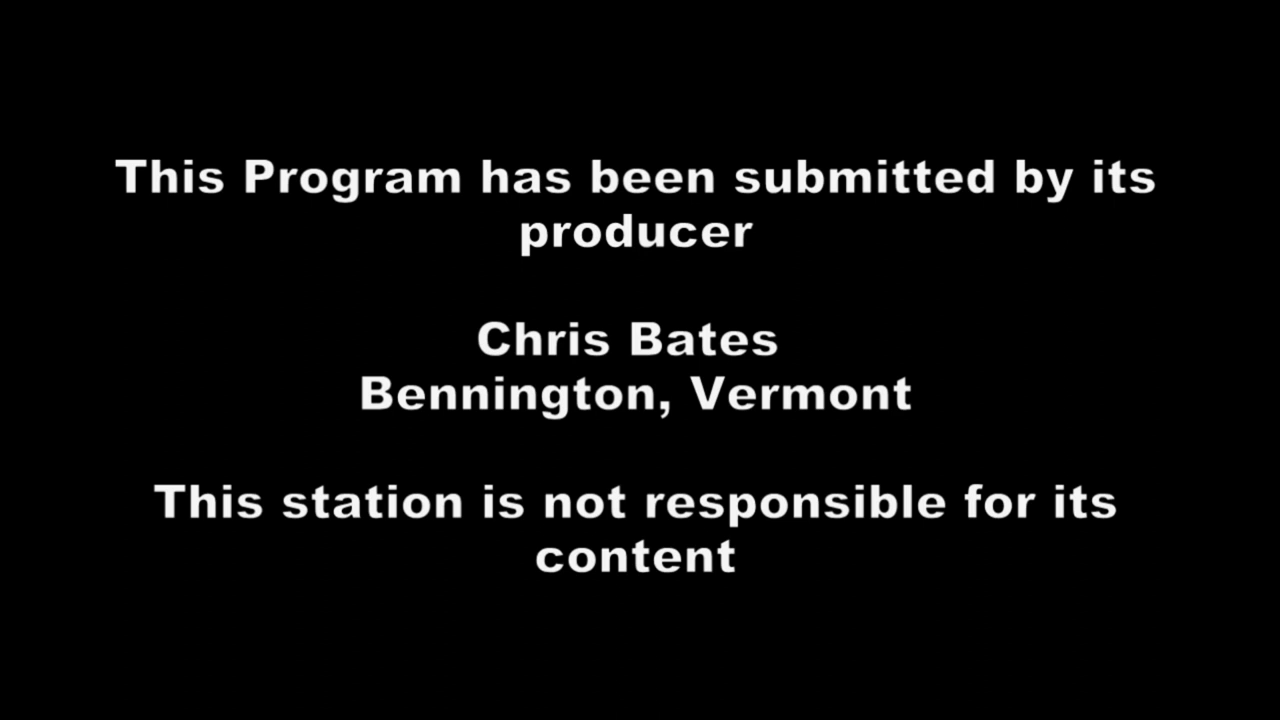 This Program has been submitted by its
producer
Chris Bates
Bennington, Vermont
This station is not responsible for its
content